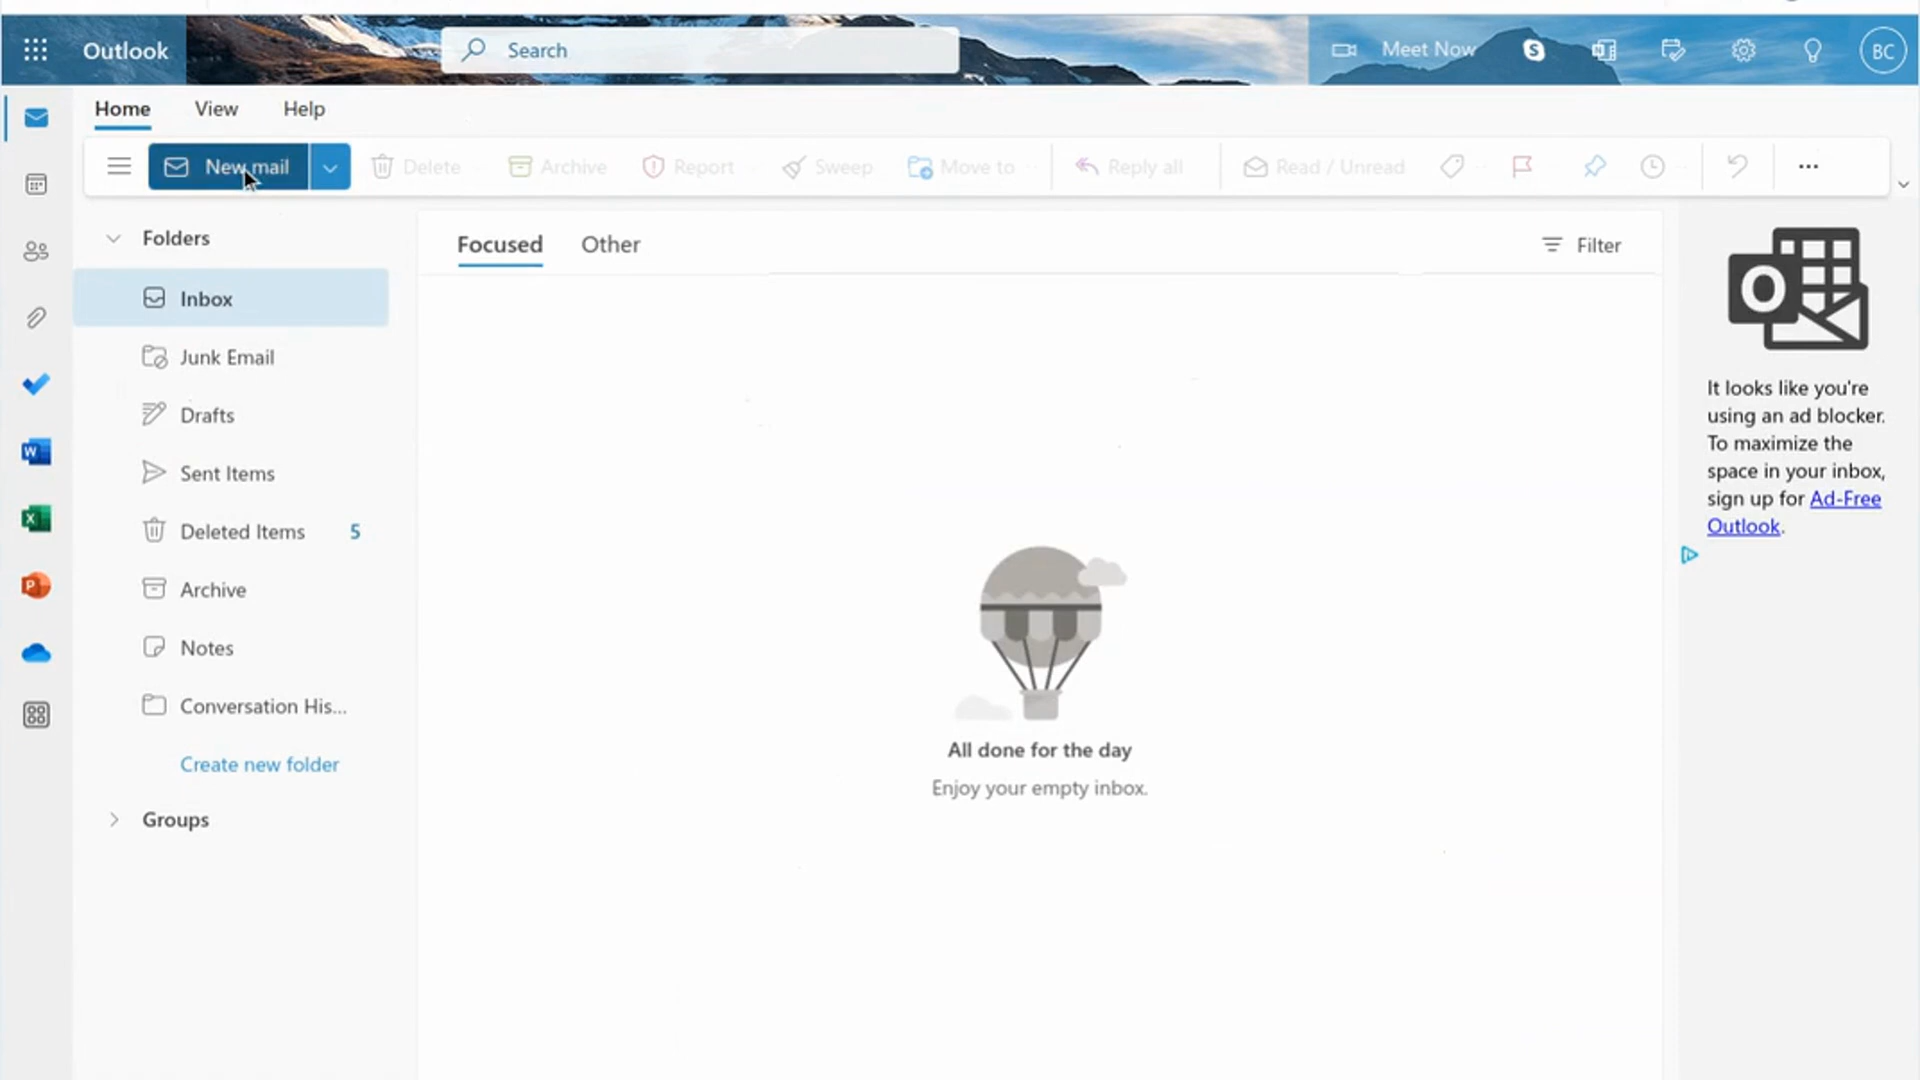 Outlook
Search
Meet Now
BC
Home
View
Help
New mail
Delete
Archive
Report
Sweep
Move to
Reply all
Read / Unread
Folders
Inbox
Junk Email
Drafts
Sent Items
Deleted Items 5
Archive
Notes
Conversation His...
Create new folder
Groups
Focused
Other
Filter
All done for the day
Enjoy your empty inbox.
It looks like you're
using an ad blocker.
To maximize the
space in your inbox,
sign up for Ad-Free
Outlook.